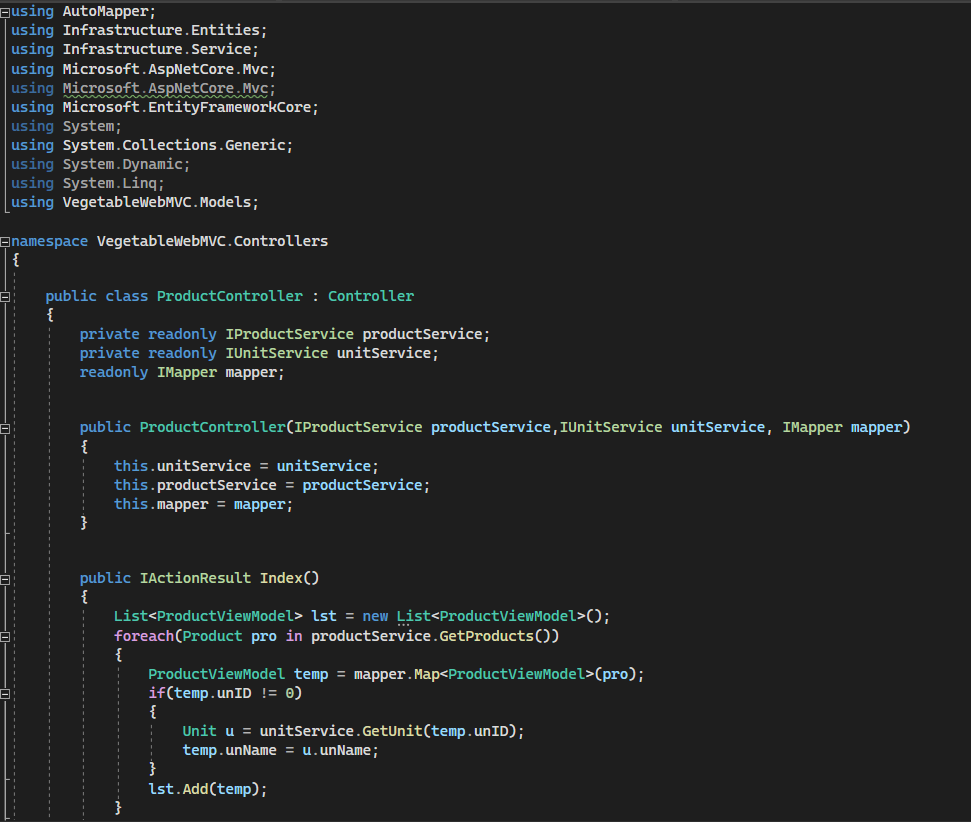 using AutoMapper;
using Infrastructure.Entities;
using Infrastructure.Service;
using Microsoft.AspNetCore.Mvc;
using Microsoft.AspNetCore.Mvc;
using Microsoft.EntityFrameworkCore;
using System;
using System.Collections.Generic;
using System.Dynamic;
using System.Linq;
using VegetableWebMVC.Models;
namespace VegetableWebMVC.Controllers
{
public class ProductController : Controller
{
private readonly IProductService productService;
private readonly IUnitService unitService;
readonly IMapper mapper;
public ProductController(IProductService productService,IUnitService unitService, IMapper mapper)
{
this.unitService = unitService;
this.productService = productService;
this.mapper = mapper;
}
public IActionResult Index()
{
List<ProductViewModel> lst = new List<ProductViewModel>();
foreach(Product pro in productService.GetProducts())
{
ProductViewModel temp = mapper.Map<ProductViewModel>(pro);
if(temp.unID != 0)
{
Unit u = unitService.GetUnit(temp.unID);
temp.unName = u.unName;
}
lst.Add(temp);
}